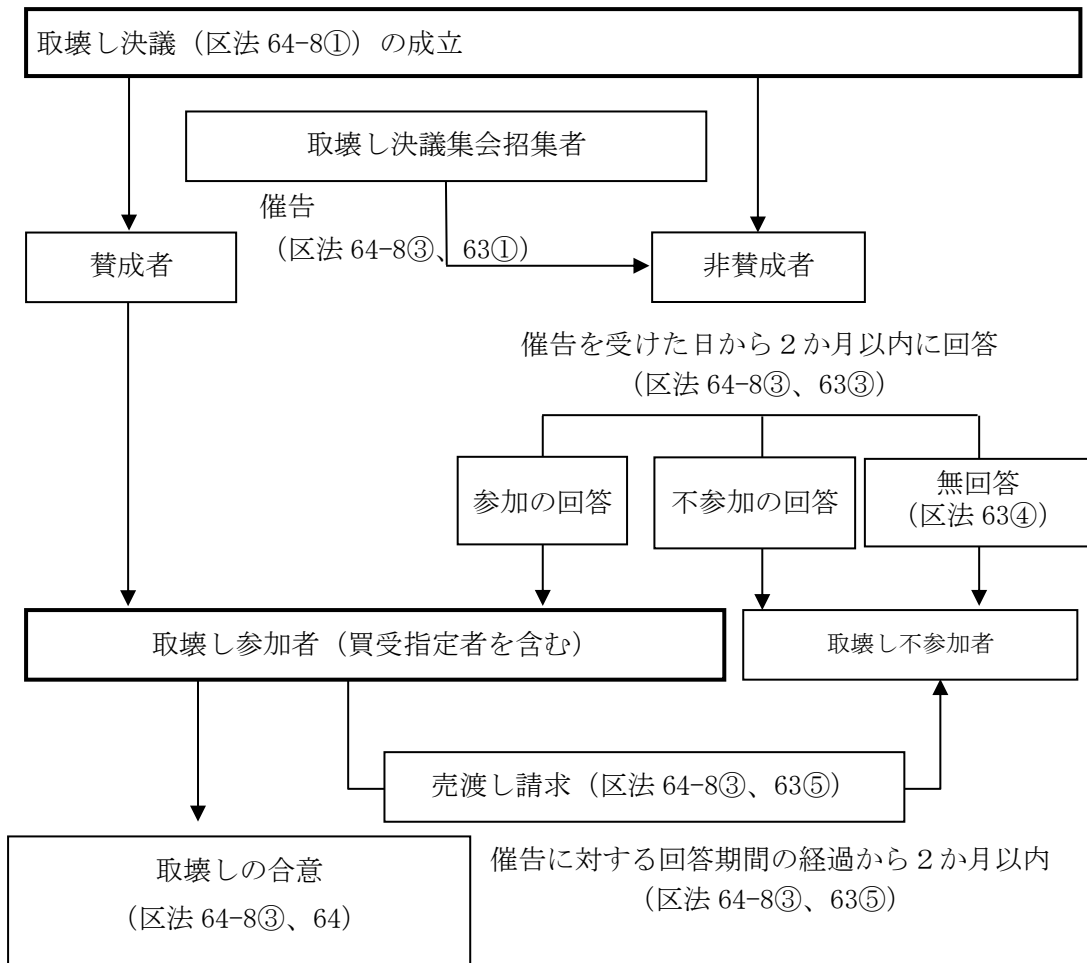 取壊し決議（区法 64-8①）の成立
取壊し決議集会招集者
催告
（区法 64-8③、63①）
賛成者
非賛成者
催告を受けた日から２か月以内に回答
（区法 64-8③、63③）
参加の回答
不参加の回答
無回答
（区法 63④）
取壊し参加者（買受指定者を含む）
取壊し不参加者
売渡し請求（区法 64-8③、63⑤）
取壊しの合意
（区法 64-8③、64）
催告に対する回答期間の経過から２か月以内
（区法 64-8③、63⑤）